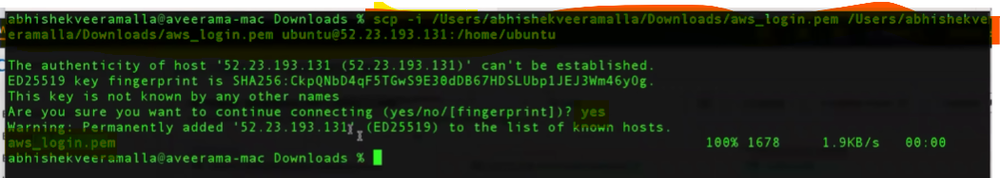 abhishekveeramalla@aveerama-mac Downloads % scp -i /Users/abhishekveeramalla/Downloads/aws_login.pem /Users/abhishekve
eramalla/Downloads/aws_login.pem ubuntu@52.23.193.131:/home/ubuntu
The authenticity of host '52.23.193.131 (52.23.193.131)' can't be established.
ED25519 key fingerprint is SHA256:CkpQNbD4qF5TGwS9E30dDB67HDSLUbp1JEJ3Wm46yOg.
This key is not known by any other names
Are you sure you want to continue connecting (yes/no/[fingerprint])? yes
Warning: Permanently added '52.23.193.131' (ED25519) to the list of known hosts.
aws_login.pem 100% 1678 1.9KB/s 00:00
abhishekveeramalla@aveerama-mac Downloads %